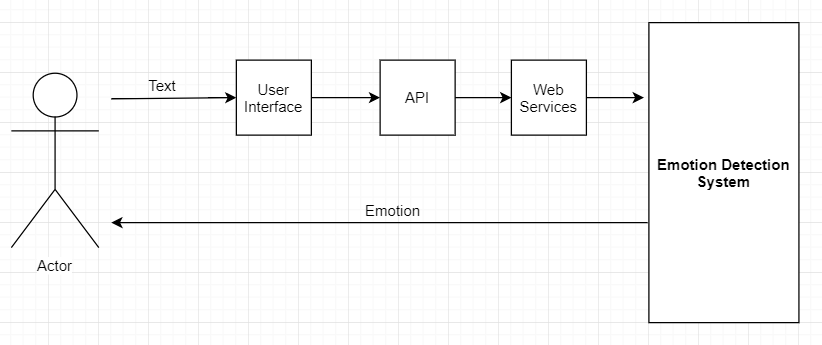 Text
User
Interface
API
Web
Services
Emotion Detection
System
Emotion
Actor